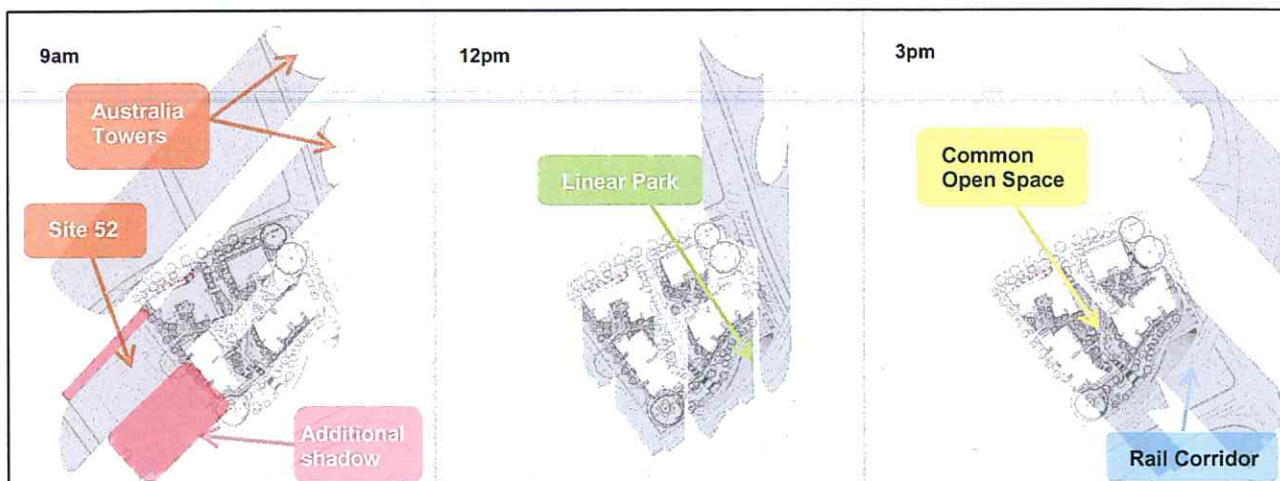 9am
12pm
3pm
Australia
Towers
Site 52
Additional
shadow
Linear Park
Common
Open Space
Rail Corridor